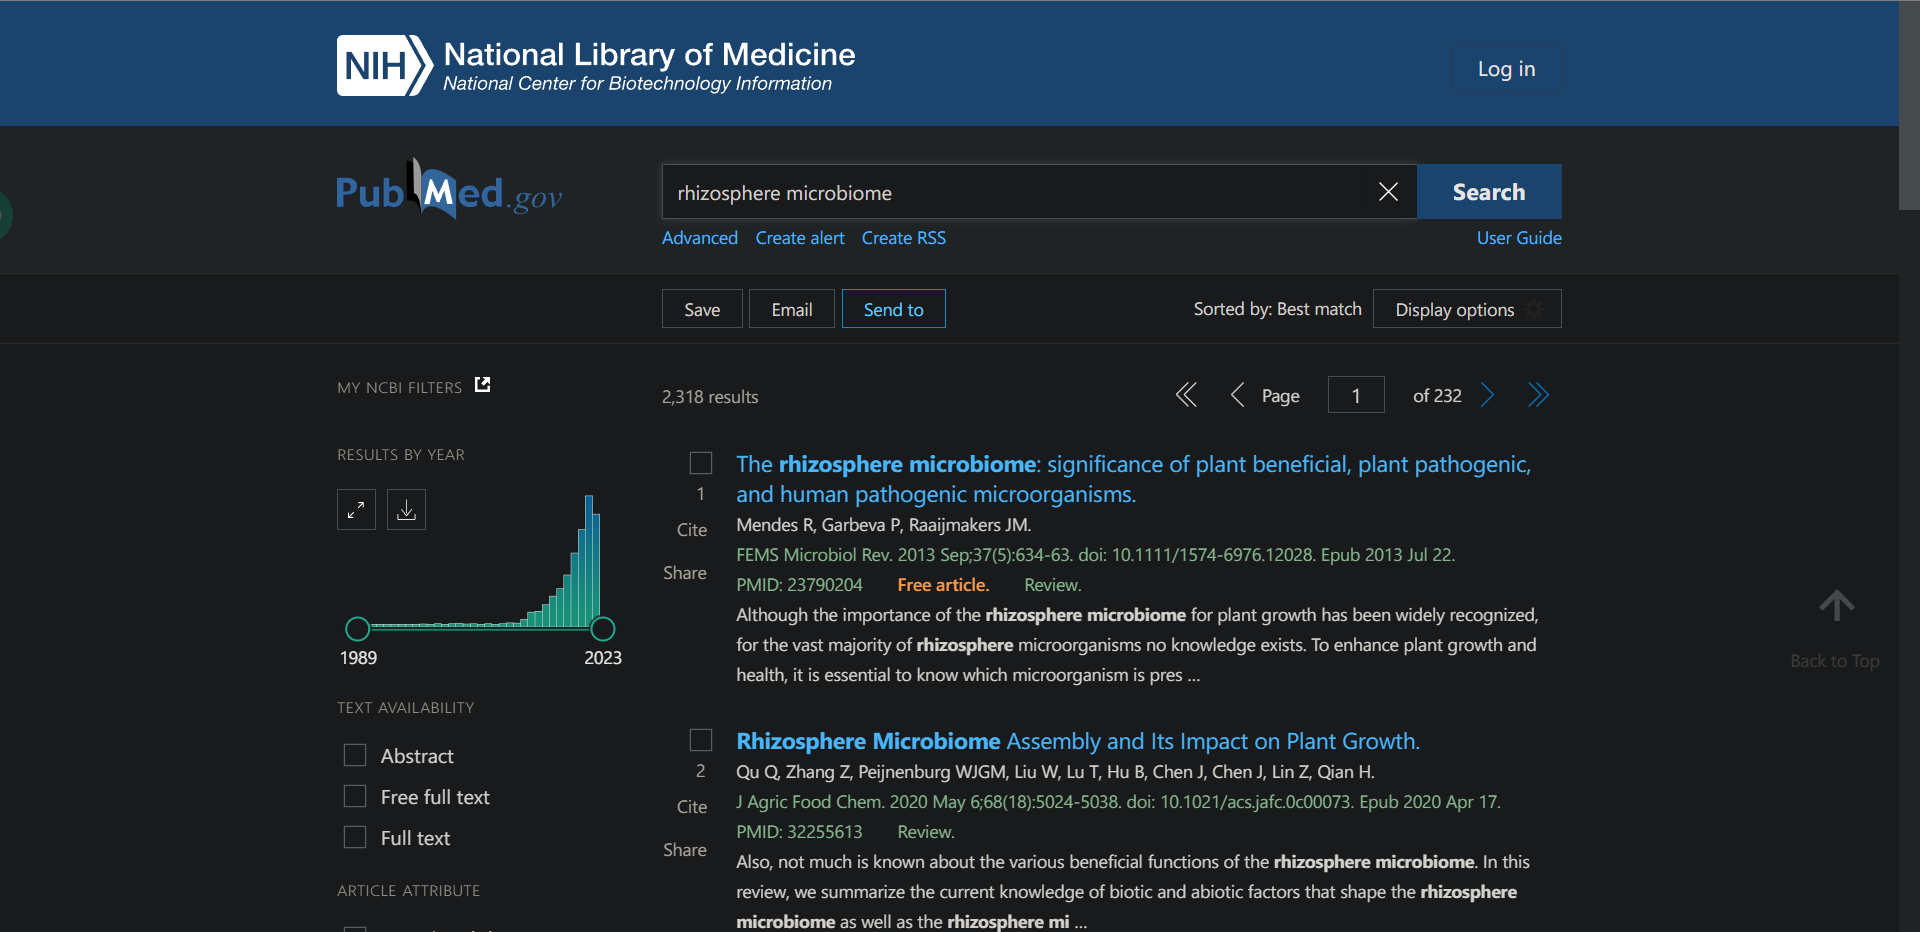 NIH National Library of Medicine
National Center for Biotechnology Information
Log in
PubMed.gov
rhizosphere microbiome
Search
Advanced Create alert Create RSS
User Guide
Save Email Send to
Sorted by: Best match Display options
MY NCBI FILTERS
2,318 results
Page 1 of 232
RESULTS BY YEAR
1989 2023
TEXT AVAILABILITY
Abstract
Free full text
Full text
ARTICLE ATTRIBUTE
1
Cite
Share
The rhizosphere microbiome: significance of plant beneficial, plant pathogenic,
and human pathogenic microorganisms.
Mendes R, Garbeva P, Raaijmakers JM.
FEMS Microbiol Rev. 2013 Sep;37(5):634-63. doi: 10.1111/1574-6976.12028. Epub 2013 Jul 22.
PMID: 23790204 Free article. Review.
Although the importance of the rhizosphere microbiome for plant growth has been widely recognized,
for the vast majority of rhizosphere microorganisms no knowledge exists. To enhance plant growth and
health, it is essential to know which microorganism is pres ...
2
Cite
Share
Rhizosphere Microbiome Assembly and Its Impact on Plant Growth.
Qu Q, Zhang Z, Peijnenburg WJGM, Liu W, Lu T, Hu B, Chen J, Chen J, Lin Z, Qian H.
J Agric Food Chem. 2020 May 6;68(18):5024-5038. doi: 10.1021/acs.jafc.0c00073. Epub 2020 Apr 17.
PMID: 32255613 Review.
Also, not much is known about the various beneficial functions of the rhizosphere microbiome. In this
review, we summarize the current knowledge of biotic and abiotic factors that shape the rhizosphere
microbiome as well as the rhizosphere mi ...
Back to Top